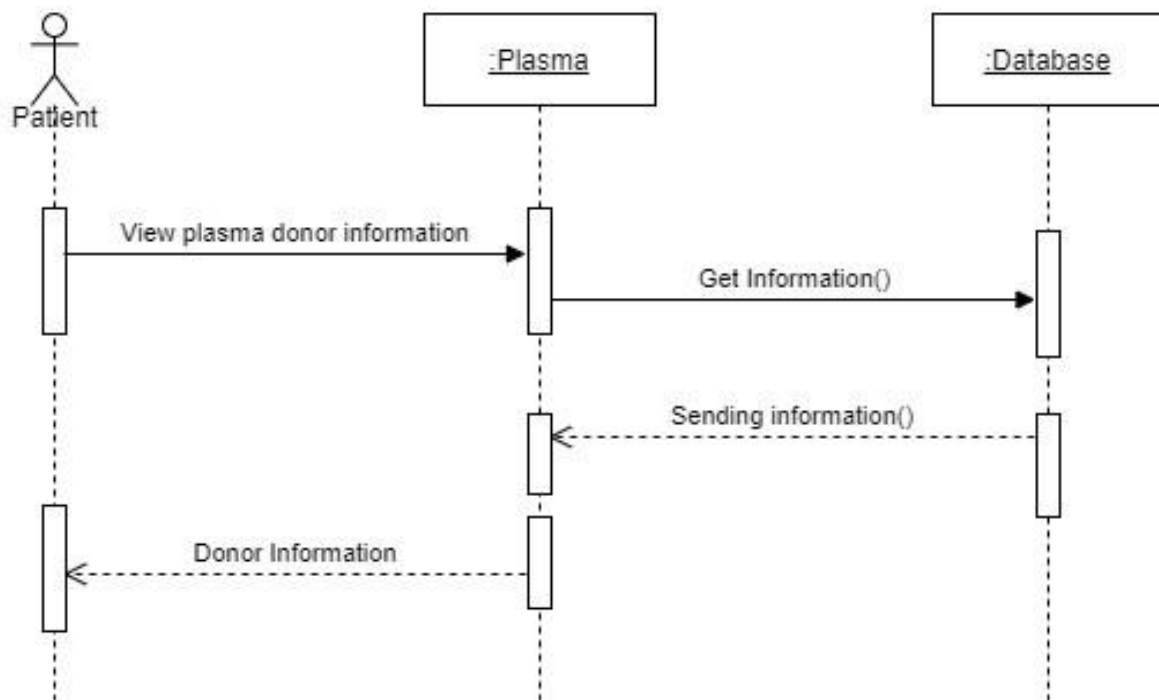 :Plasma
:Database
Patient
View plasma donor information
Get Information()
Sending information()
Donor Information